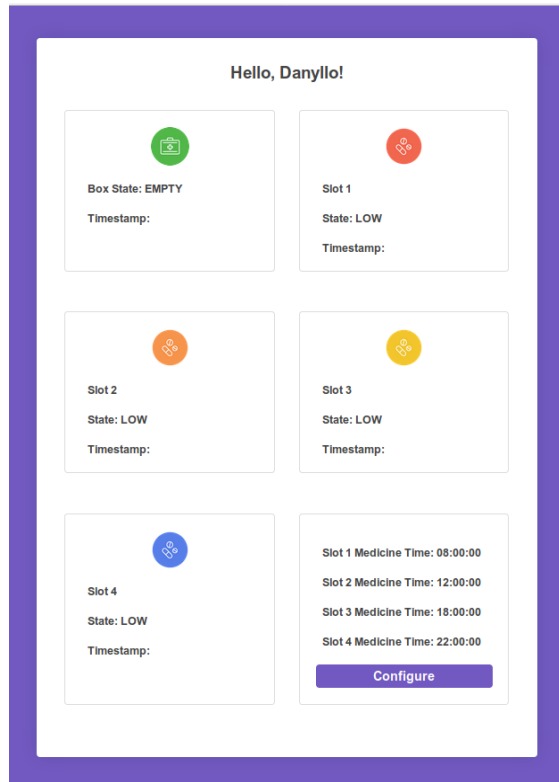 Hello, Danyllo!
Box State: EMPTY
Timestamp:
Slot 1
State: LOW
Timestamp:
Slot 2
State: LOW
Timestamp:
Slot 3
State: LOW
Timestamp:
Slot 4
State: LOW
Timestamp:
Slot 1 Medicine Time: 08:00:00
Slot 2 Medicine Time: 12:00:00
Slot 3 Medicine Time: 18:00:00
Slot 4 Medicine Time: 22:00:00
Configure